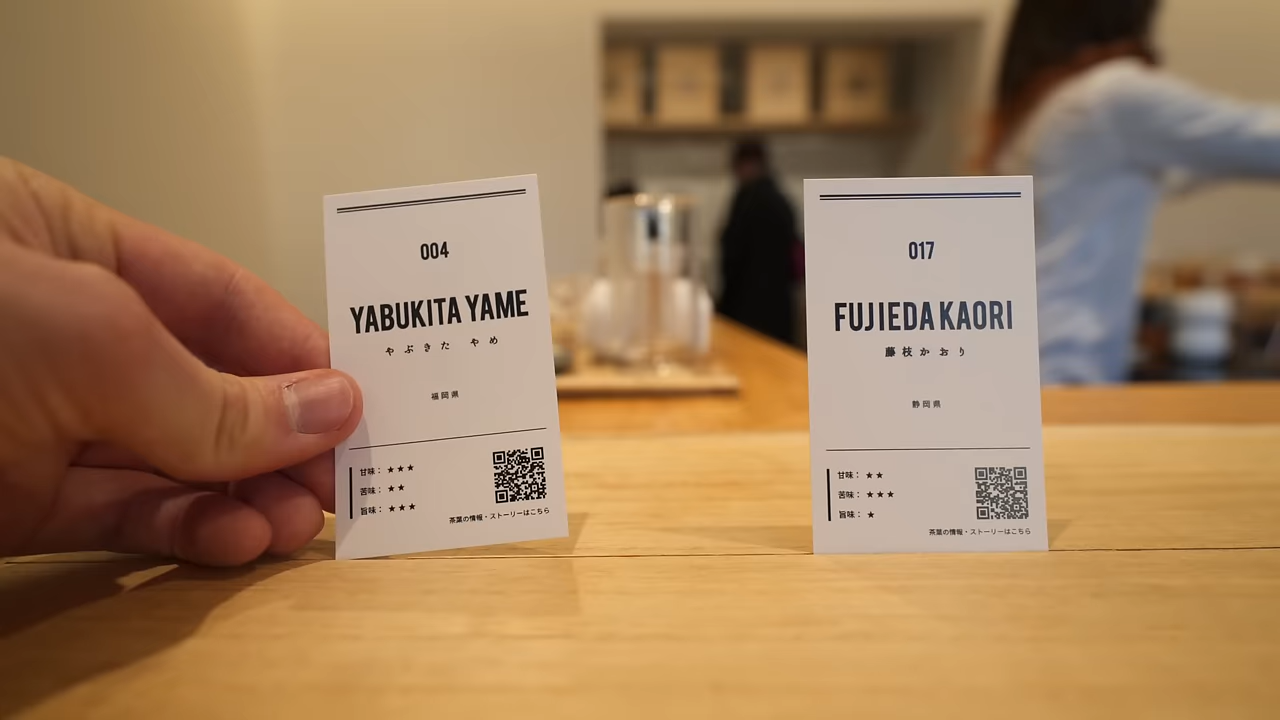 004
YABUKITA YAME
やぶきた やめ
福岡県
甘味： ★★★
苦味： ★★
旨味： ★★★
茶葉の情報・ストーリーはこちら
017
FUJIEDA KAORI
藤枝かおり
静岡県
甘味： ★★
苦味： ★★★
旨味： ★
茶葉の情報・ストーリーはこちら